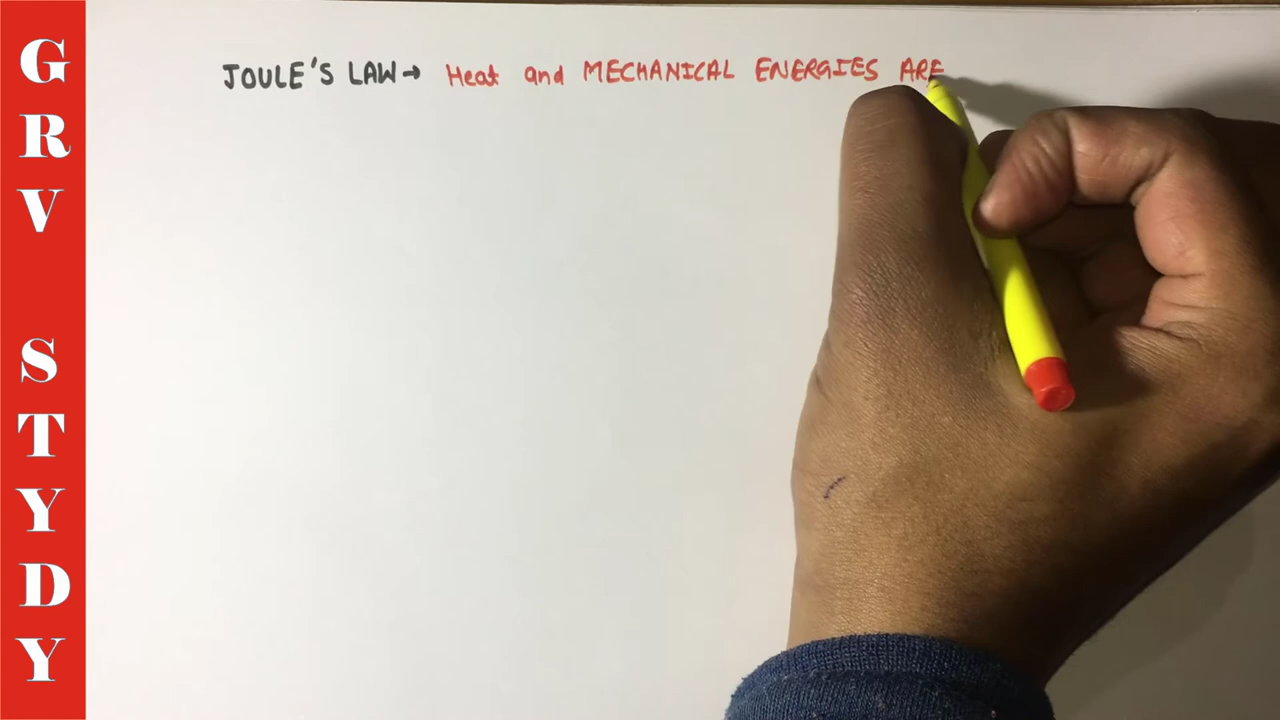 GRV STYDY
JOULE'S LAW→ Heat and MECHANICAL ENERGIES ARE